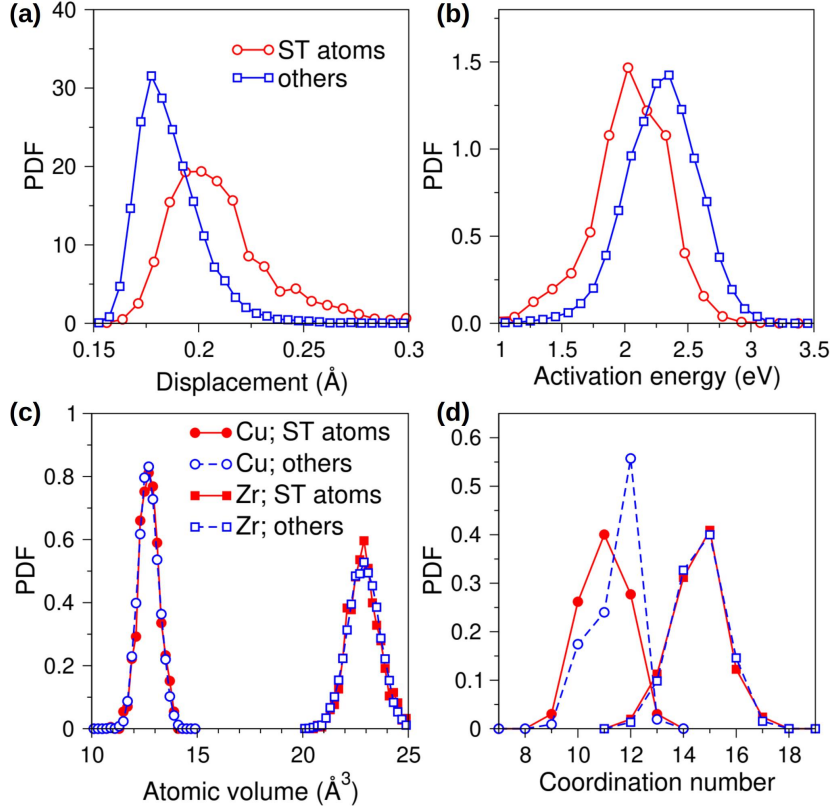 (a)
40
30
20
10
0
PDF
ST atoms
others
0.15
0.2
0.25
0.3
Displacement (Å)
(b)
1.5
1.0
0.5
0.0
PDF
1
1.5
2
2.5
3
3.5
Activation energy (eV)
(c)
1
0.8
0.6
0.4
0.2
0
PDF
Cu; ST atoms
Cu; others
Zr; ST atoms
Zr; others
10
15
20
25
Atomic volume (Å³)
(d)
0.6
0.5
0.4
0.3
0.2
0.1
0
PDF
8
10
12
14
16
18
Coordination number